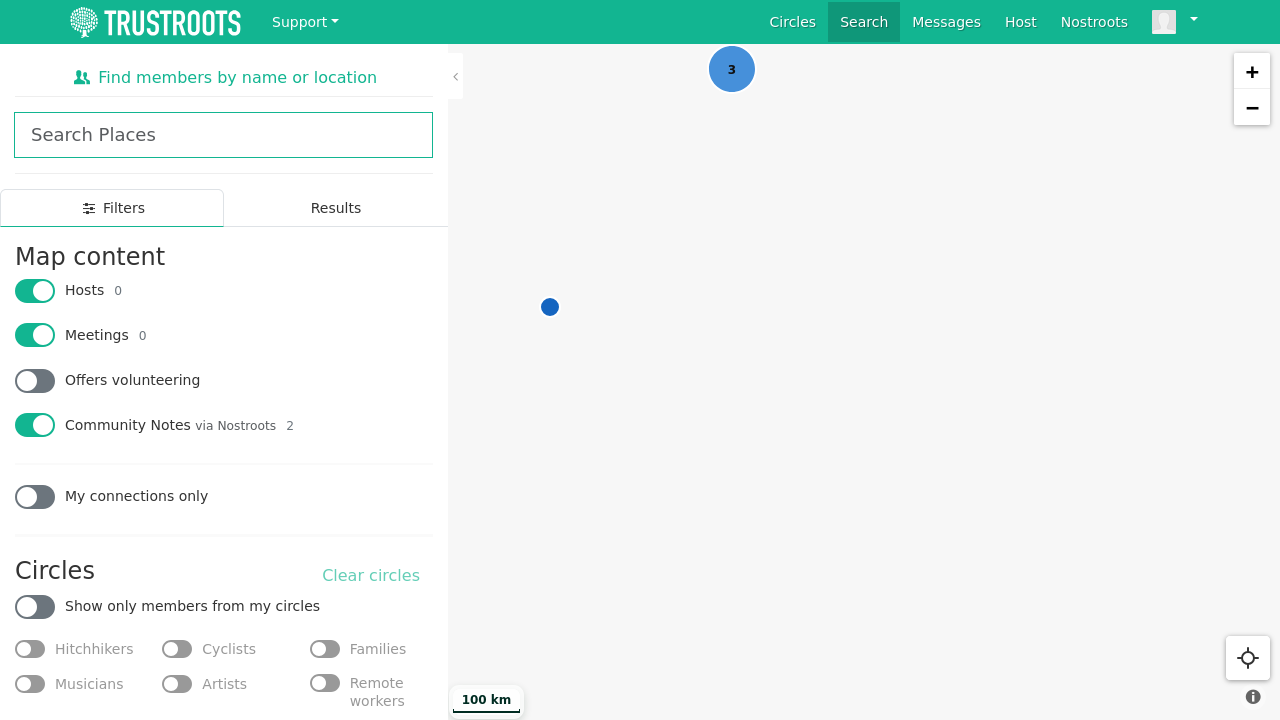 TRUSTROOTS
Support
Circles
Search
Messages
Host
Nostroots
Find members by name or location
Search Places
Filters
Results
Map content
Hosts 0
Meetings 0
Offers volunteering
Community Notes via Nostroots 2
My connections only
Circles
Clear circles
Show only members from my circles
Hitchhikers
Cyclists
Families
Musicians
Artists
Remote
workers
3
+
−
100 km